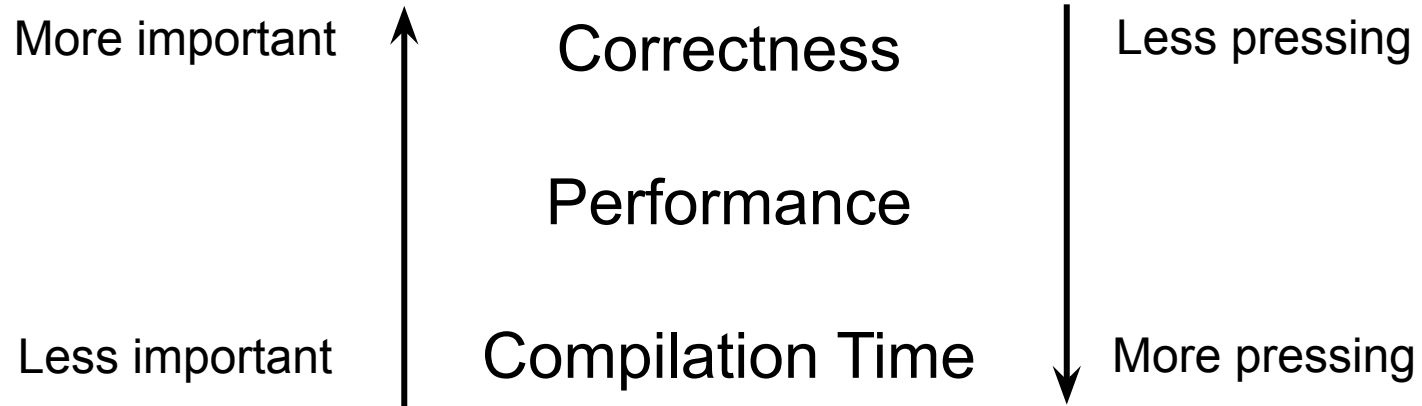 More important
Correctness
Less pressing
Performance
Less important
Compilation Time
More pressing